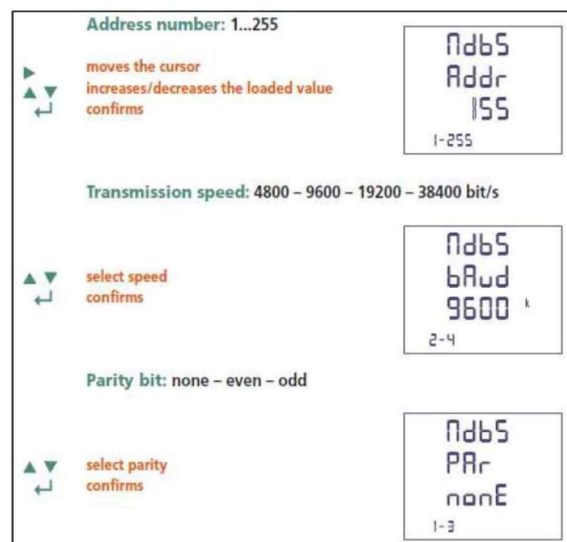 Address number: 1...255
moves the cursor
increases/decreases the loaded value
confirms
ndbS
Addr
155
1-255
Transmission speed: 4800 – 9600 – 19200 – 38400 bit/s
select speed
confirms
ndbS
bAud
9600 k
2-4
Parity bit: none – even – odd
select parity
confirms
ndbS
PAr
nonE
1-3